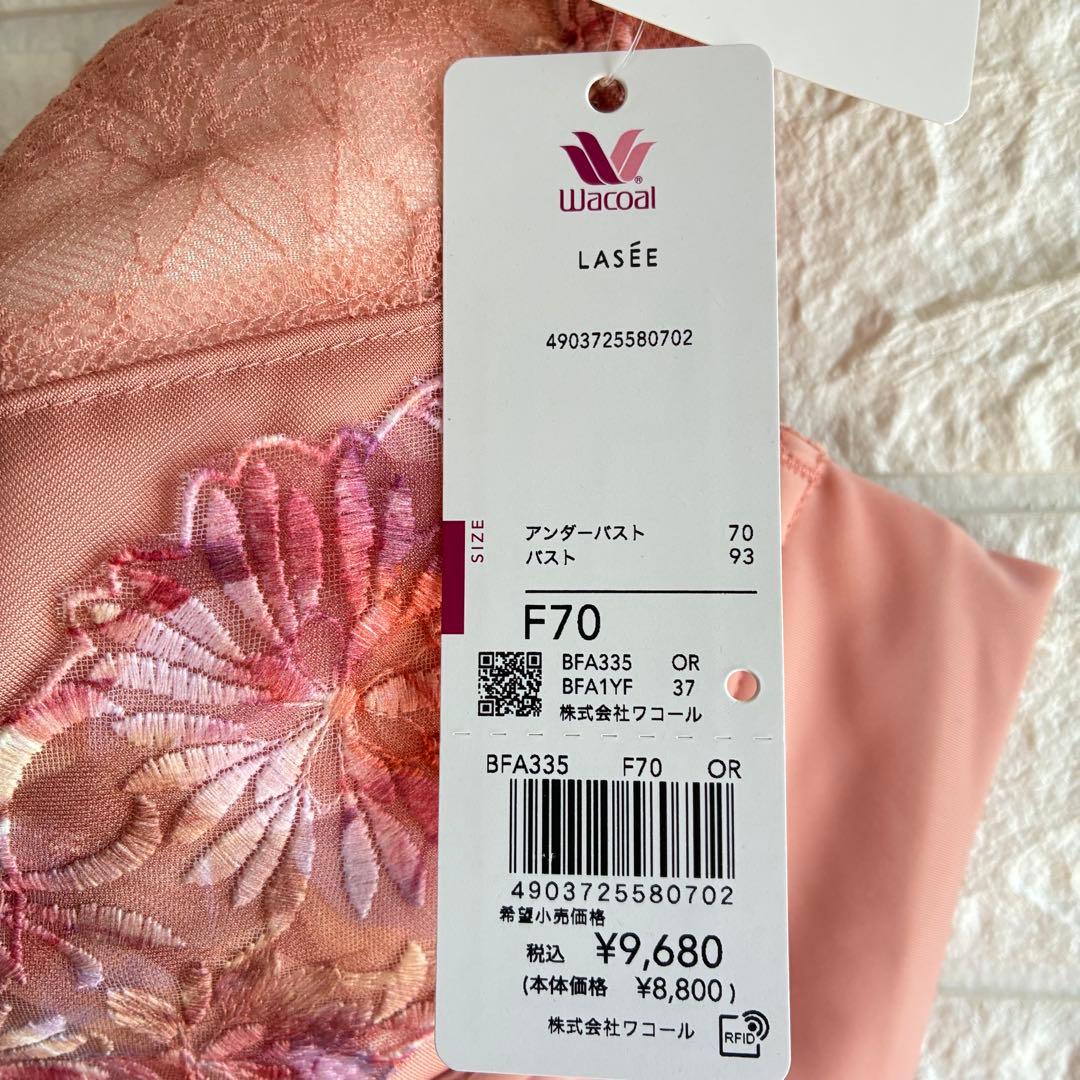 Wacoal®
LASÉE
4903725580702
SIZE
アンダーバスト 70
バスト 93
F70
BFA335 OR
BFA1YF 37
株式会社ワコール
BFA335 F70 OR
4903725580702
希望小売価格
税込 ¥9,680
(本体価格 ¥8,800)
株式会社ワコール
RFID